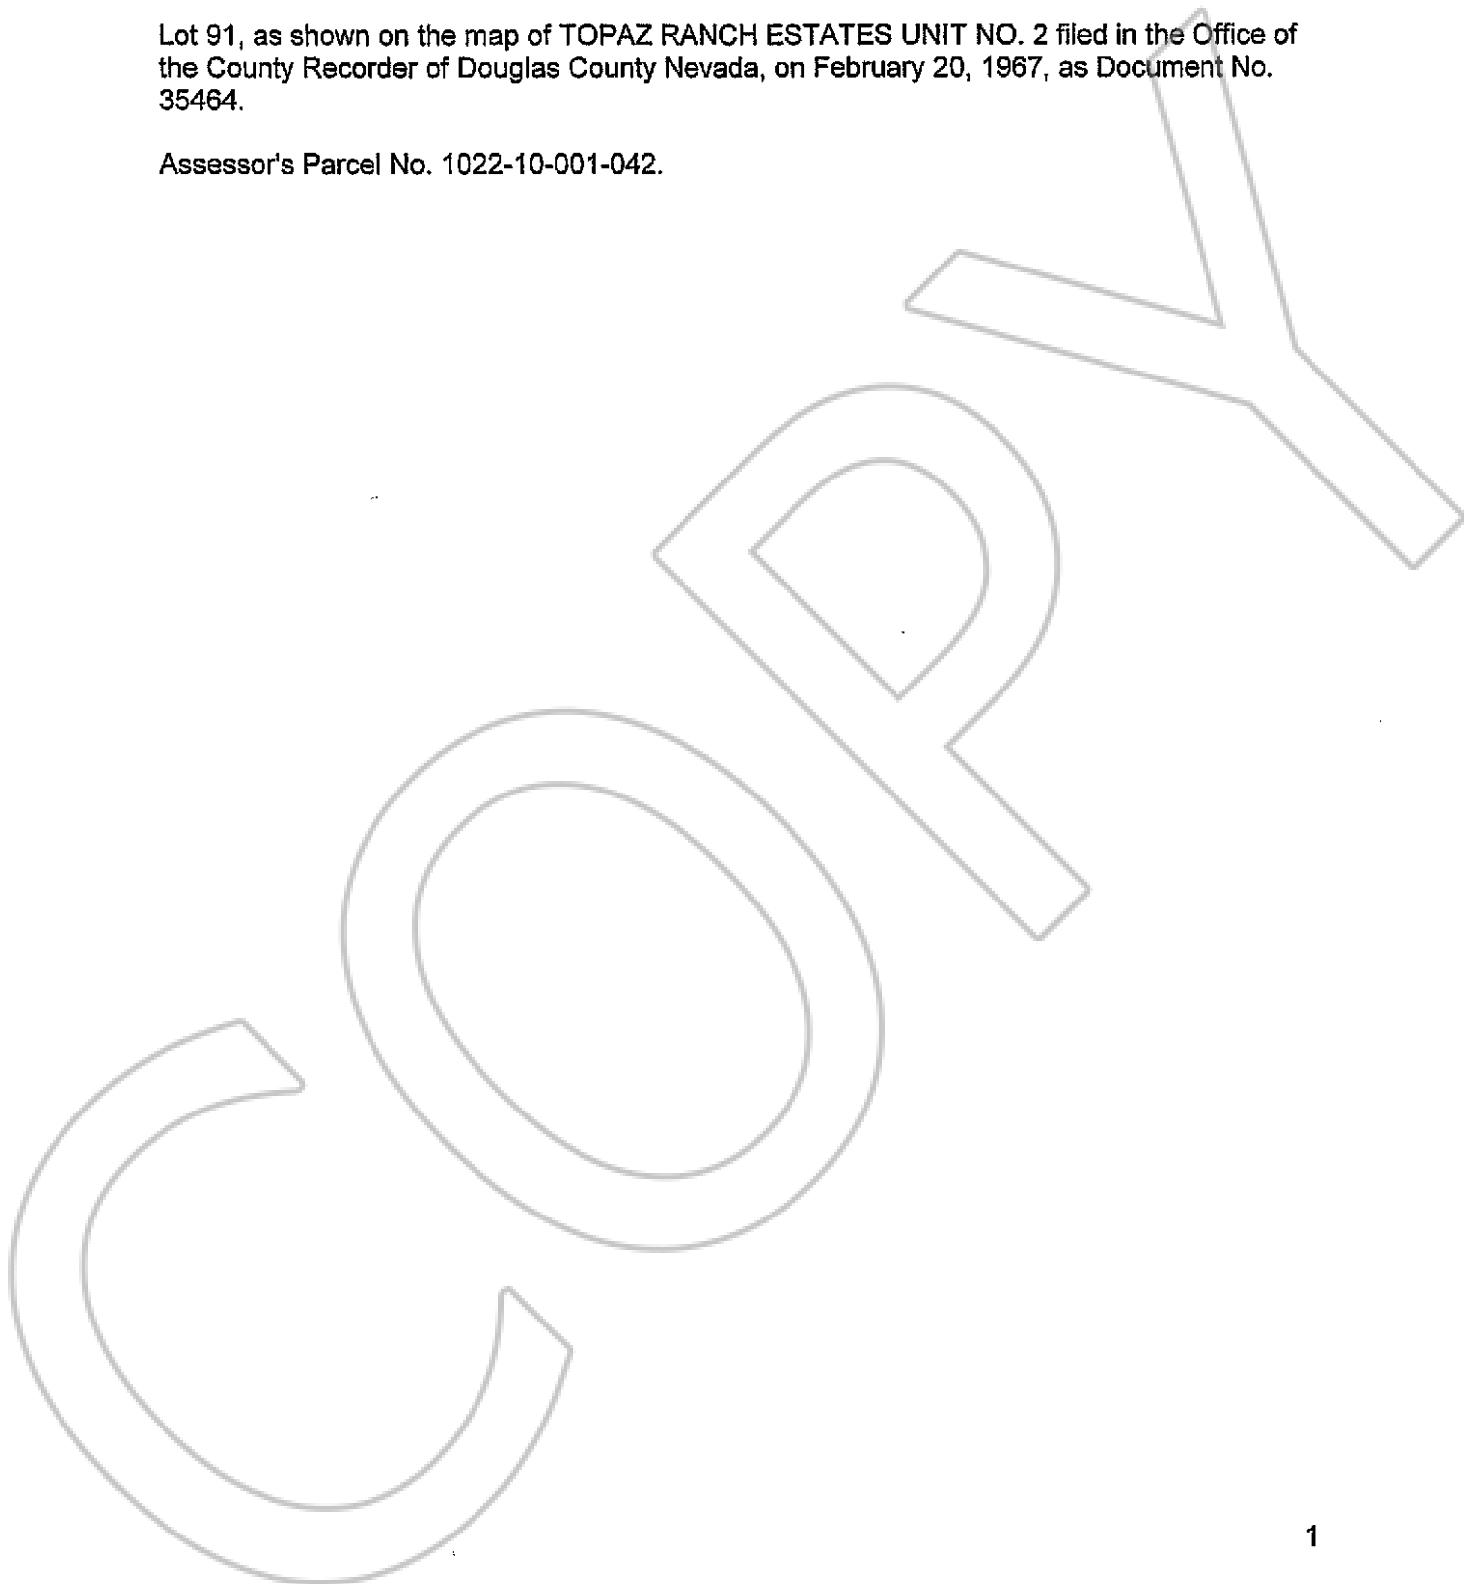 Lot 91, as shown on the map of TOPAZ RANCH ESTATES UNIT NO. 2 filed in the Office of
the County Recorder of Douglas County Nevada, on February 20, 1967, as Document No.
35464.
Assessor's Parcel No. 1022-10-001-042.
COPY
1